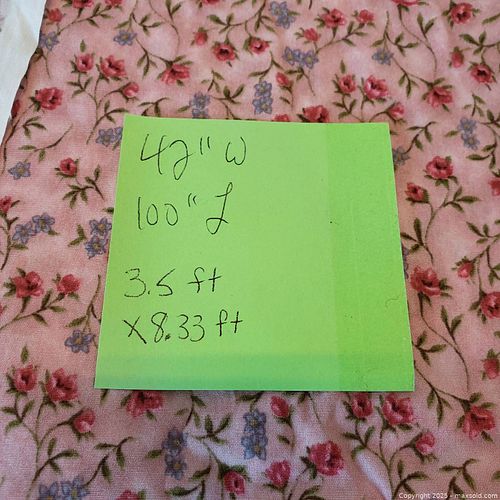 42" W
100" L
3.5 ft
x 8.33 ft
Copyright 2025 - maxsold.com